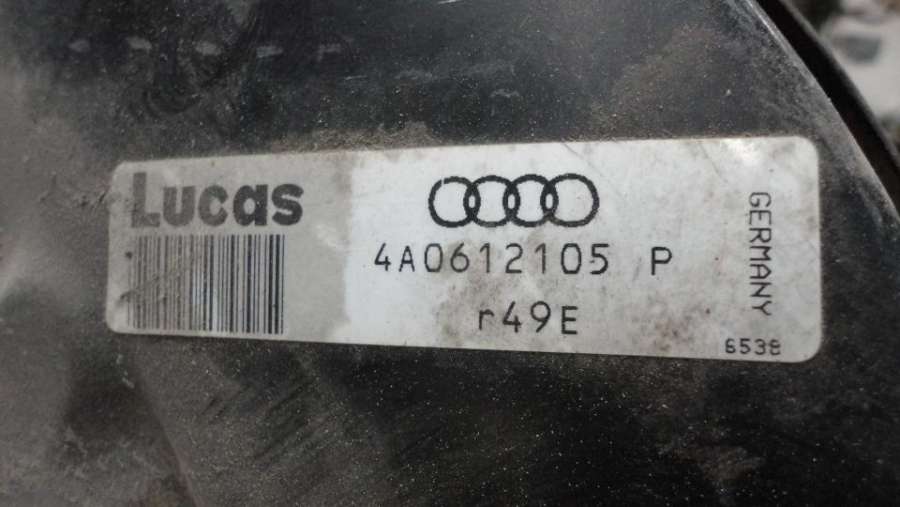 Lucas
4A0612105 P
r49E
GERMANY
6538